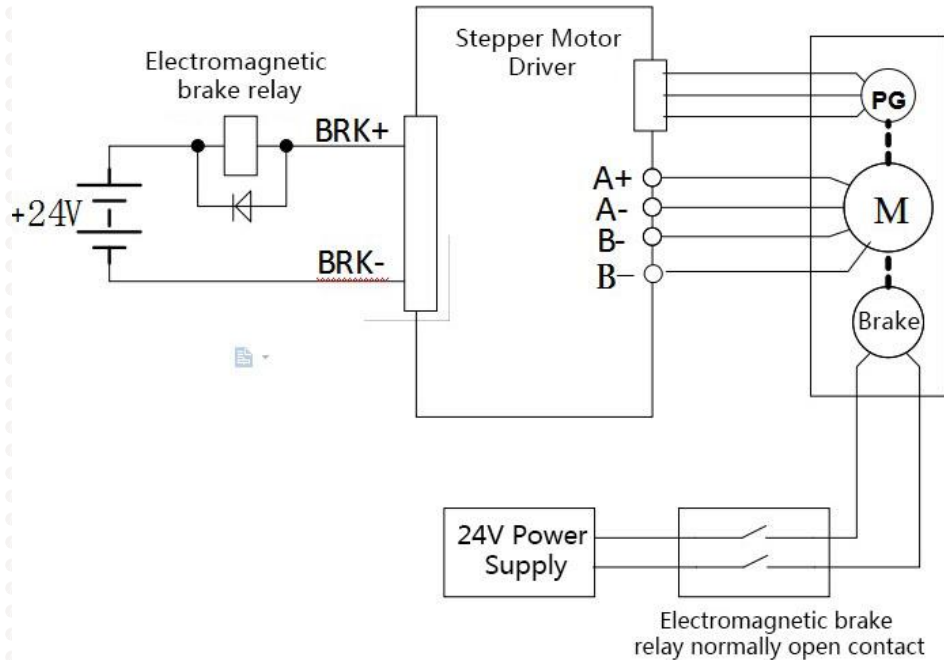 Stepper Motor
Driver
Electromagnetic
brake relay
BRK+
+24V
BRK-
PG
A+
A-
B-
B−
M
Brake
24V Power
Supply
Electromagnetic brake
relay normally open contact